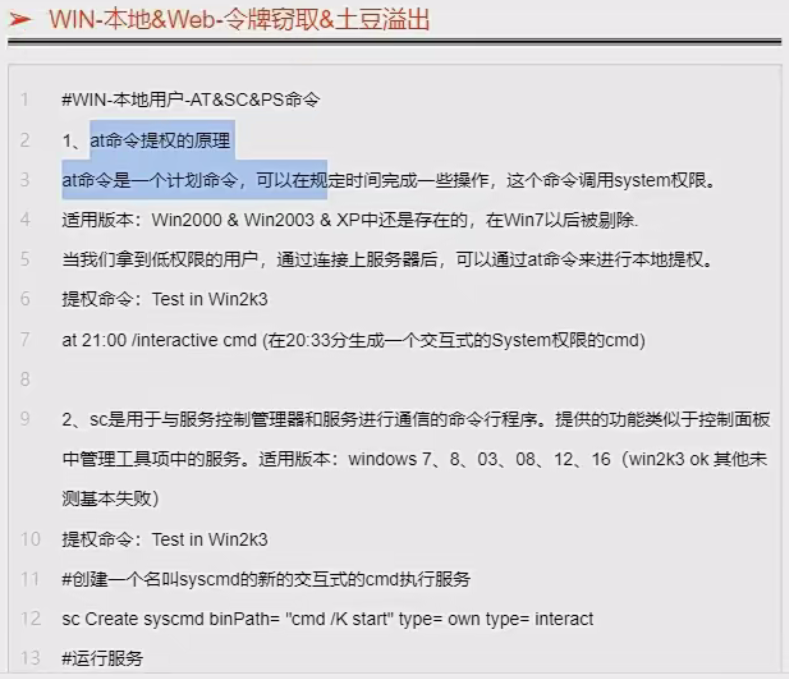 ➢ WIN-本地&Web-令牌窃取&土豆溢出
1 #WIN-本地用户-AT&SC&PS命令
2 1、at命令提权的原理
3 at命令是一个计划命令，可以在规定时间完成一些操作，这个命令调用system权限。
4 适用版本：Win2000 & Win2003 & XP中还是存在的，在Win7以后被剔除.
5 当我们拿到低权限的用户，通过连接上服务器后，可以通过at命令来进行本地提权。
6 提权命令：Test in Win2k3
7 at 21:00 /interactive cmd (在20:33分生成一个交互式的System权限的cmd)
8
9 2、sc是用于与服务控制管理器和服务进行通信的命令行程序。提供的功能类似于控制面板
中管理工具项中的服务。适用版本：windows 7、8、03、08、12、16（win2k3 ok 其他未
测基本失败）
10 提权命令：Test in Win2k3
11 #创建一个名叫syscmd的新的交互式的cmd执行服务
12 sc Create syscmd binPath= "cmd /K start" type= own type= interact
13 #运行服务